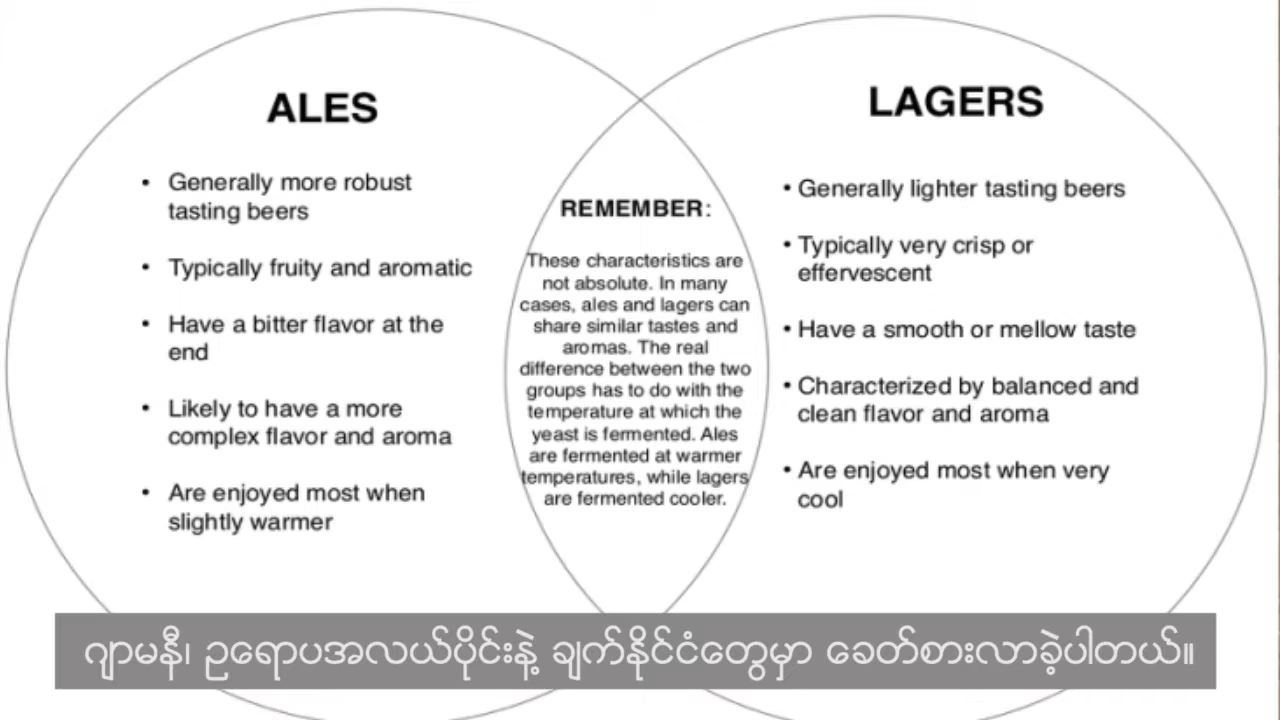 ALES
• Generally more robust
tasting beers
• Typically fruity and aromatic
• Have a bitter flavor at the
end
• Likely to have a more
complex flavor and aroma
• Are enjoyed most when
slightly warmer
REMEMBER:
These characteristics are
not absolute. In many
cases, ales and lagers can
share similar tastes and
aromas. The real
difference between the two
groups has to do with the
temperature at which the
yeast is fermented. Ales
are fermented at warmer
temperatures, while lagers
are fermented cooler.
LAGERS
• Generally lighter tasting beers
• Typically very crisp or
effervescent
• Have a smooth or mellow taste
• Characterized by balanced and
clean flavor and aroma
• Are enjoyed most when very
cool
ဂျာမနီ၊ ဥရောပအလယ်ပိုင်းနဲ့ ချက်နိုင်ငံတွေမှာ ခေတ်စားလာခဲ့ပါတယ်။